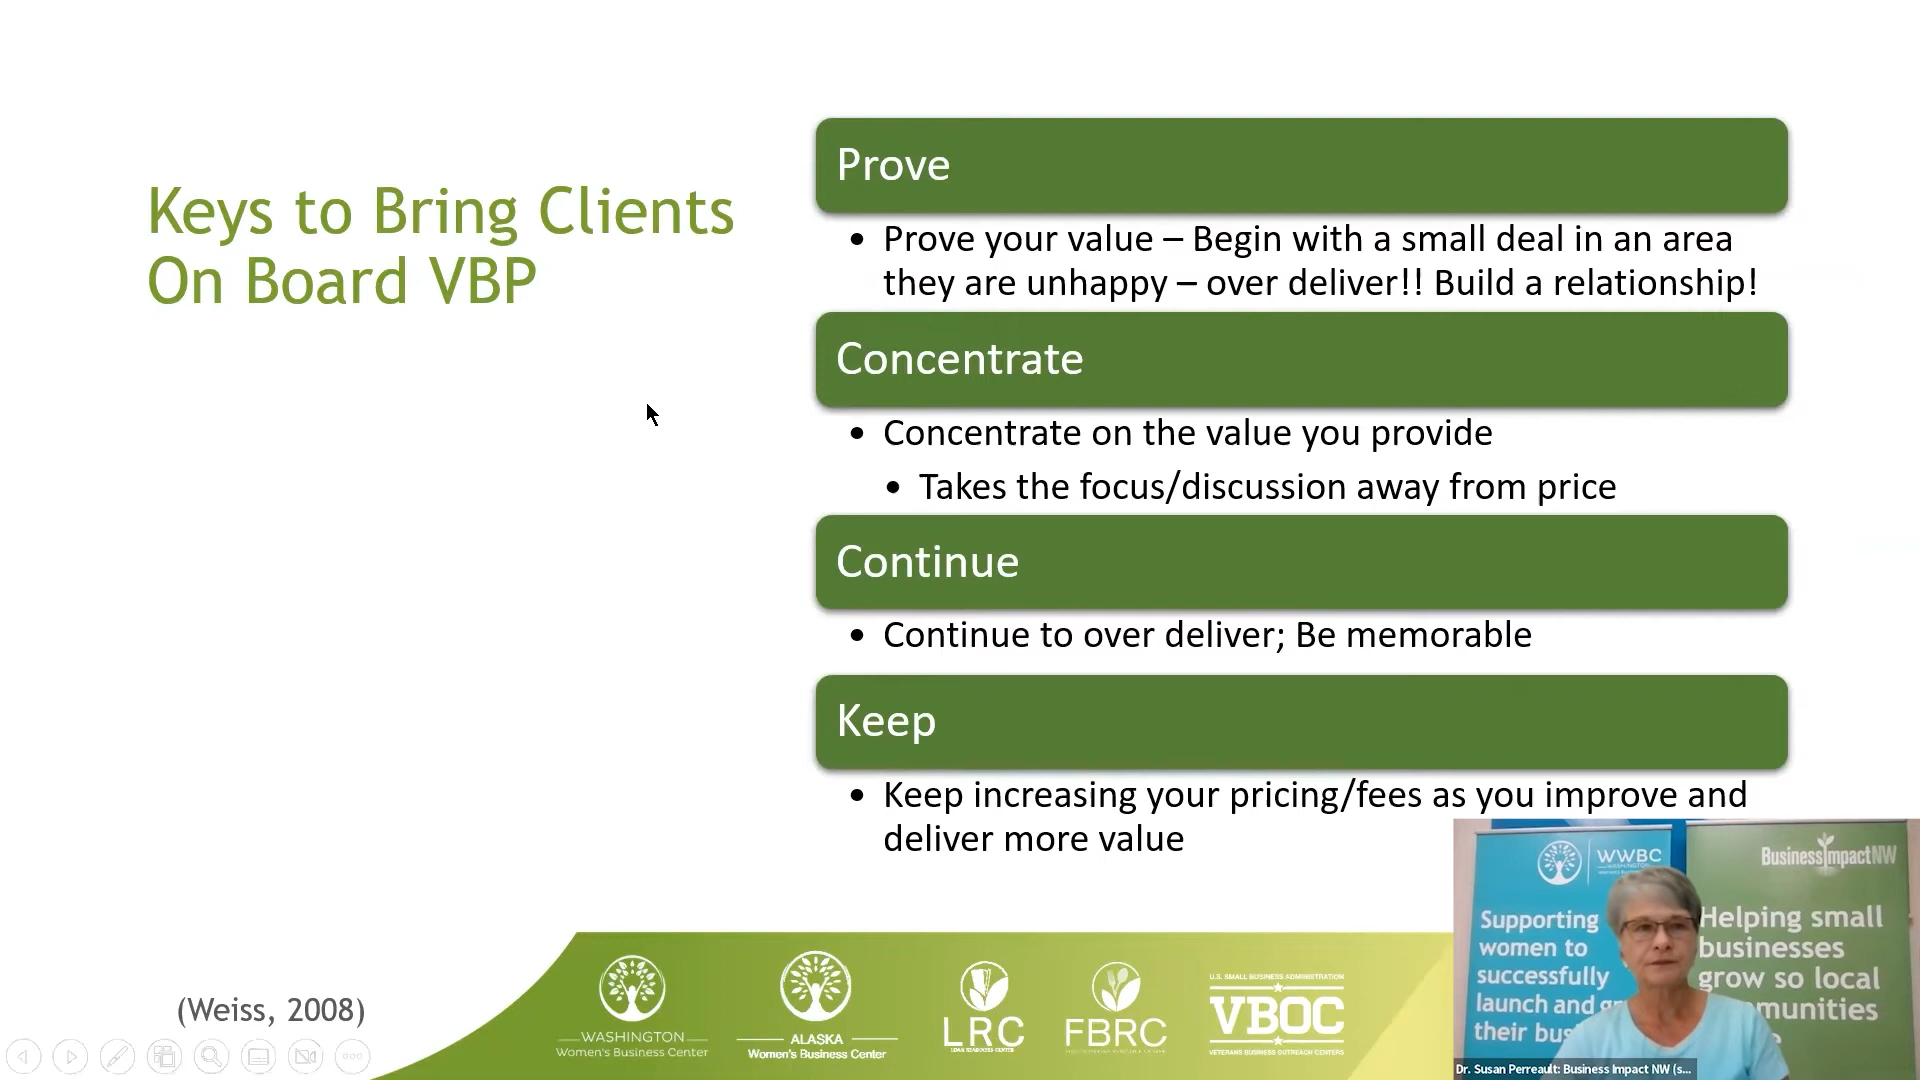 Keys to Bring Clients
On Board VBP
Prove
• Prove your value – Begin with a small deal in an area
they are unhappy – over deliver!! Build a relationship!
Concentrate
• Concentrate on the value you provide
• Takes the focus/discussion away from price
Continue
• Continue to over deliver; Be memorable
Keep
• Keep increasing your pricing/fees as you improve and
deliver more value
(Weiss, 2008)
WASHINGTON
Women's Business Center
ALASKA
Women's Business Center
LRC
FBRC
U.S. SMALL BUSINESS ADMINISTRATION
VBOC
VETERANS BUSINESS OUTREACH CENTERS
WWBC
WASHINGTON
Supporting
women to
successfully
launch and
their
BusinessImpactNW
Helping small
businesses
grow so local
Dr. Susan Perreault: Business Impact NW (s...